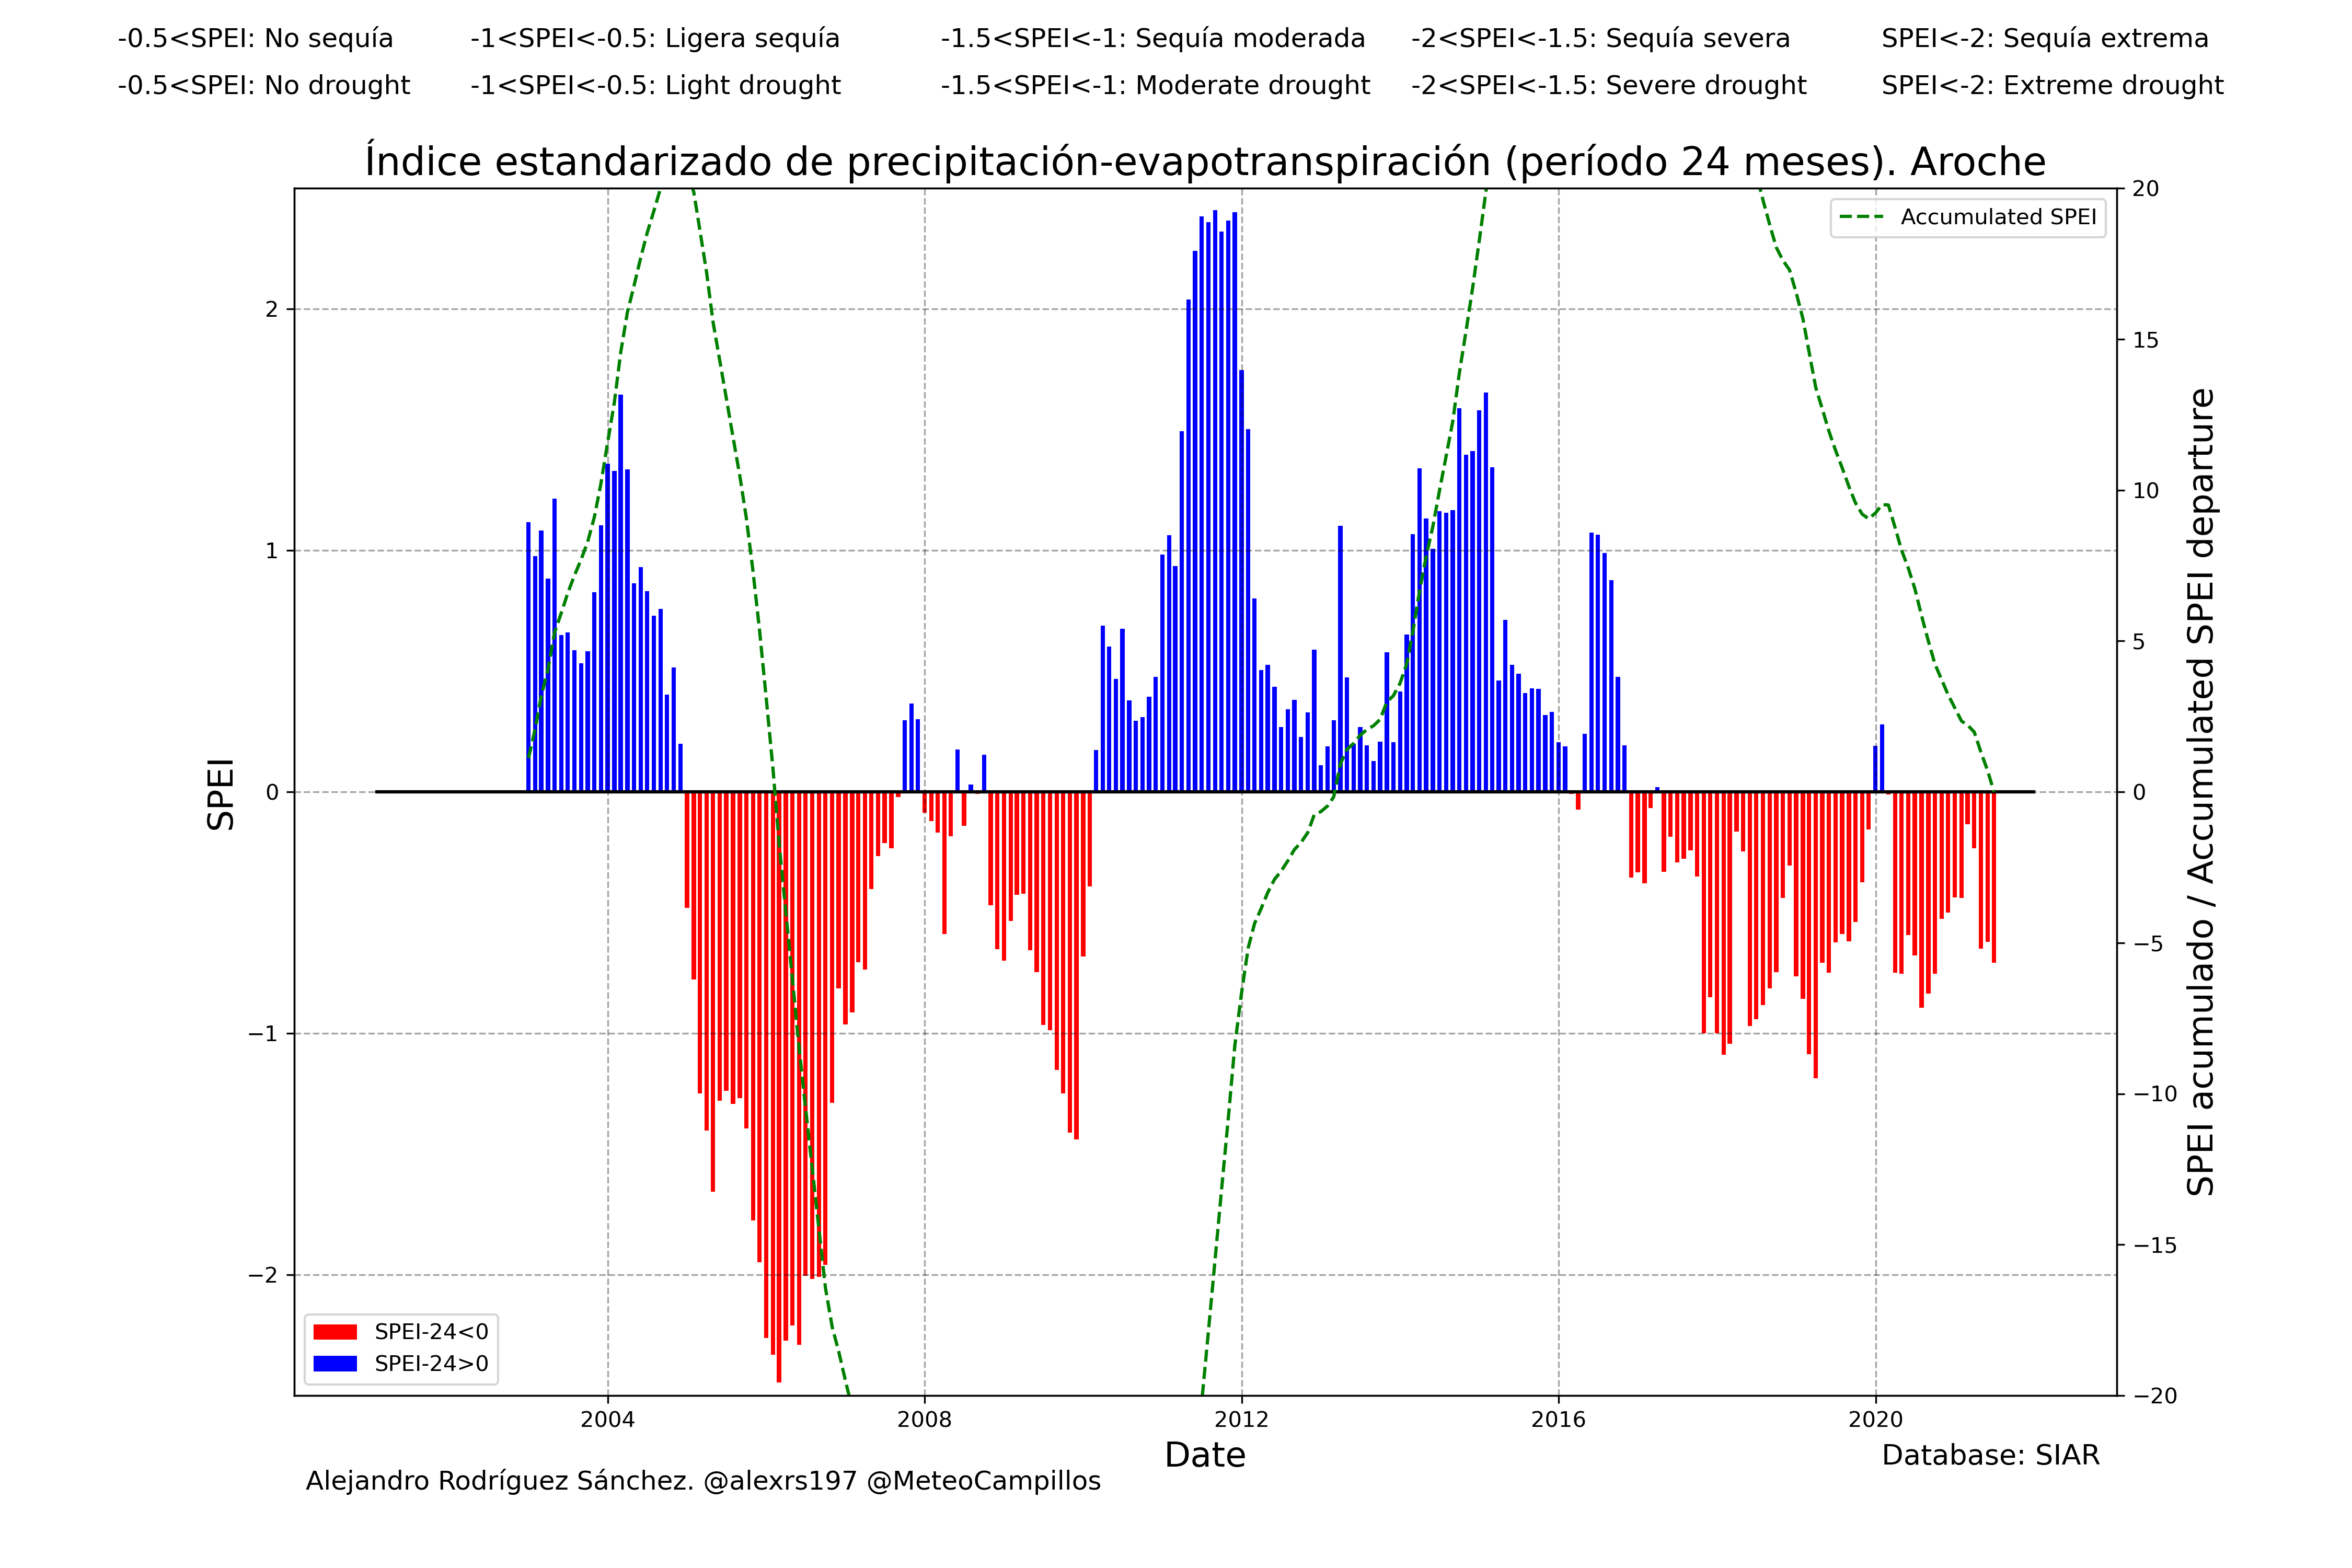 -0.5<SPEI: No sequía -1<SPEI<-0.5: Ligera sequía -1.5<SPEI<-1: Sequía moderada -2<SPEI<-1.5: Sequía severa SPEI<-2: Sequía extrema
-0.5<SPEI: No drought -1<SPEI<-0.5: Light drought -1.5<SPEI<-1: Moderate drought -2<SPEI<-1.5: Severe drought SPEI<-2: Extreme drought
Índice estandarizado de precipitación-evapotranspiración (período 24 meses). Aroche
SPEI
2
1
0
−1
−2
Accumulated SPEI
20
15
10
5
0
−5
−10
−15
−20
SPEI acumulado / Accumulated SPEI departure
SPEI-24<0
SPEI-24>0
2004 2008 2012 2016 2020
Date
Database: SIAR
Alejandro Rodríguez Sánchez. @alexrs197 @MeteoCampillos